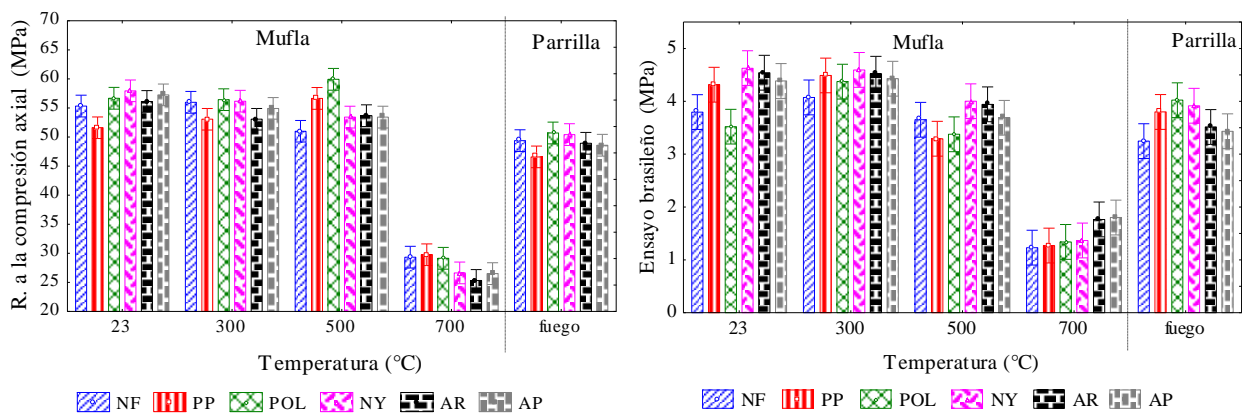 R. a la compresión axial (MPa)
70
65
60
55
50
45
40
35
30
25
20
Mufla
Parrilla
23 300 500 700 fuego
Temperatura (°C)
NF PP POL NY AR AP
Ensayo brasileño (MPa)
5
4
3
2
1
0
Mufla
Parrilla
23 300 500 700 fuego
Temperatura (°C)
NF PP POL NY AR AP